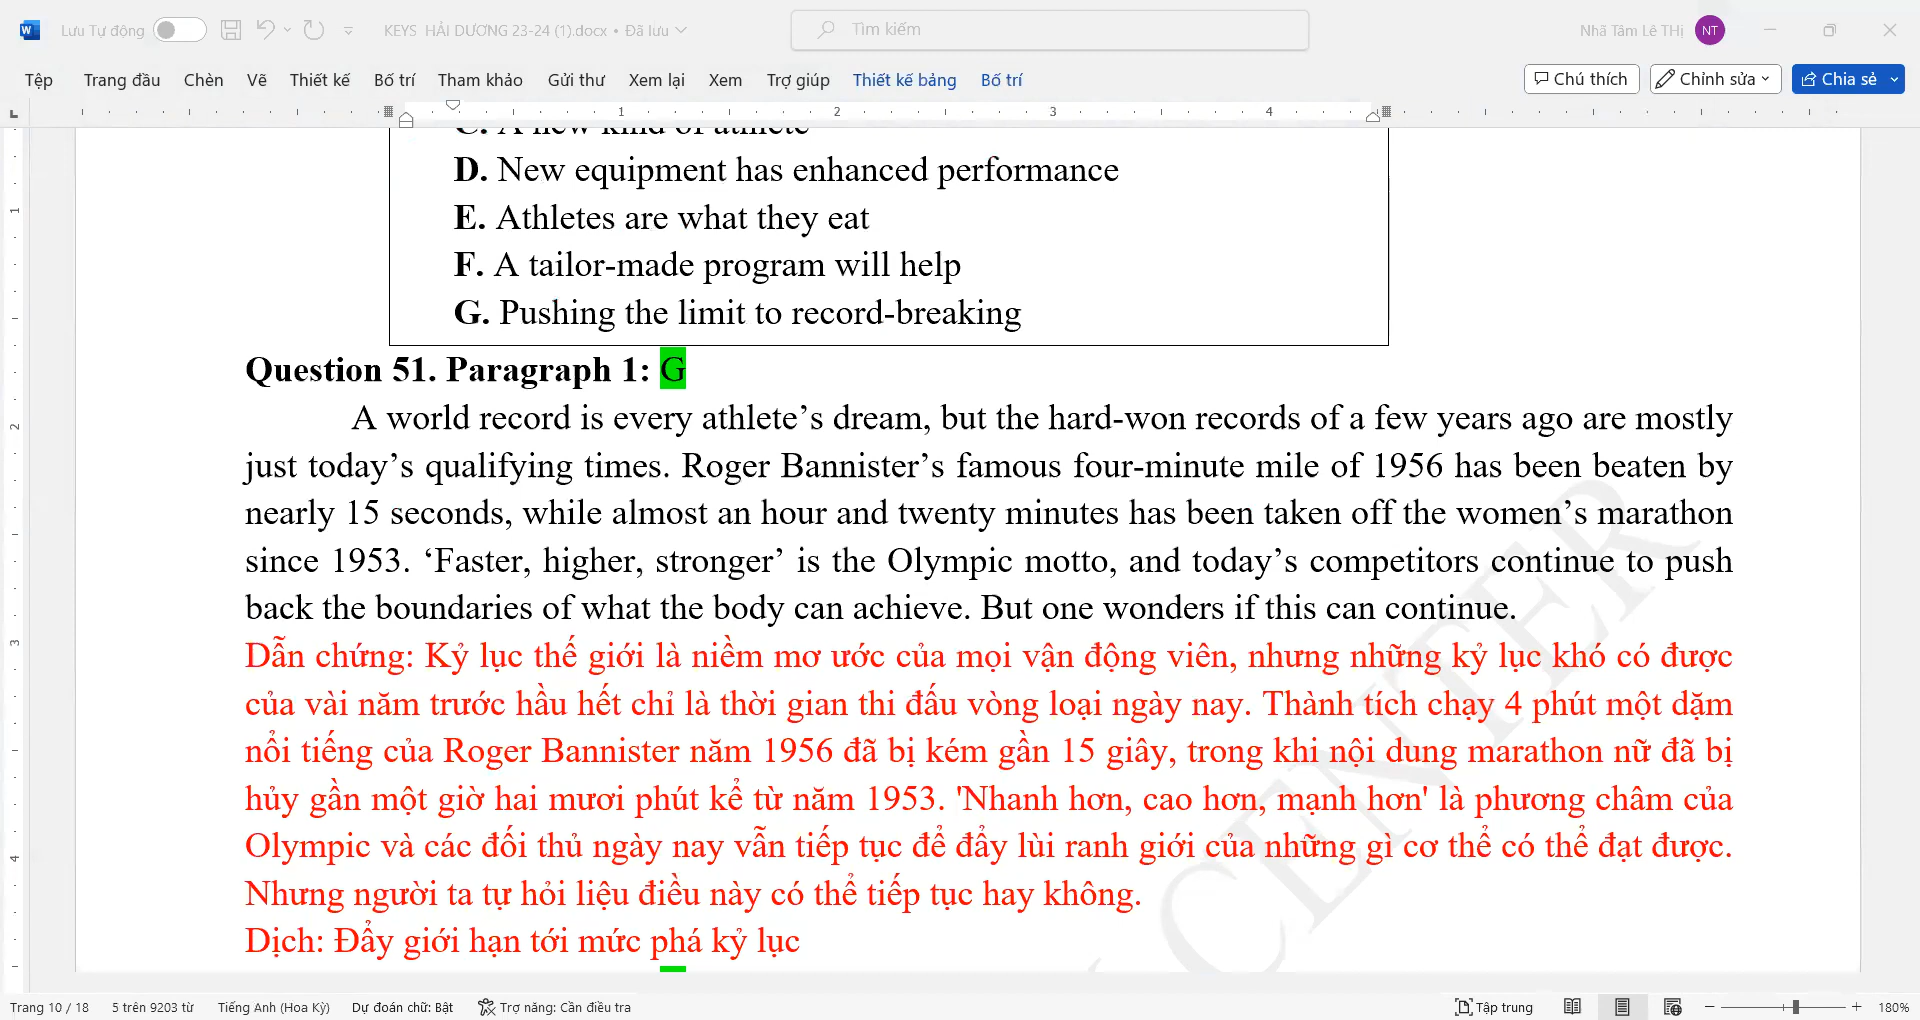 Lưu Tự động
KEYS HẢI DƯƠNG 23-24 (1).docx • Đã lưu
Tìm kiếm
Nhã Tâm Lê THị
NT
Tệp Trang đầu Chèn Vẽ Thiết kế Bố trí Tham khảo Gửi thư Xem lại Xem Trợ giúp Thiết kế bảng Bố trí
Chú thích
Chỉnh sửa
Chia sẻ
1 2 3 4
C. A new kind of athlete
D. New equipment has enhanced performance
E. Athletes are what they eat
F. A tailor-made program will help
G. Pushing the limit to record-breaking
Question 51. Paragraph 1: G
A world record is every athlete’s dream, but the hard-won records of a few years ago are mostly
just today’s qualifying times. Roger Bannister’s famous four-minute mile of 1956 has been beaten by
nearly 15 seconds, while almost an hour and twenty minutes has been taken off the women’s marathon
since 1953. ‘Faster, higher, stronger’ is the Olympic motto, and today’s competitors continue to push
back the boundaries of what the body can achieve. But one wonders if this can continue.
Dẫn chứng: Kỷ lục thế giới là niềm mơ ước của mọi vận động viên, nhưng những kỷ lục khó có được
của vài năm trước hầu hết chỉ là thời gian thi đấu vòng loại ngày nay. Thành tích chạy 4 phút một dặm
nổi tiếng của Roger Bannister năm 1956 đã bị kém gần 15 giây, trong khi nội dung marathon nữ đã bị
hủy gần một giờ hai mươi phút kể từ năm 1953. 'Nhanh hơn, cao hơn, mạnh hơn' là phương châm của
Olympic và các đối thủ ngày nay vẫn tiếp tục để đẩy lùi ranh giới của những gì cơ thể có thể đạt được.
Nhưng người ta tự hỏi liệu điều này có thể tiếp tục hay không.
Dịch: Đẩy giới hạn tới mức phá kỷ lục
CENTER
1
2
3
4
Trang 10 / 18
5 trên 9203 từ
Tiếng Anh (Hoa Kỳ)
Dự đoán chữ: Bật
Trợ năng: Cần điều tra
Tập trung
180%